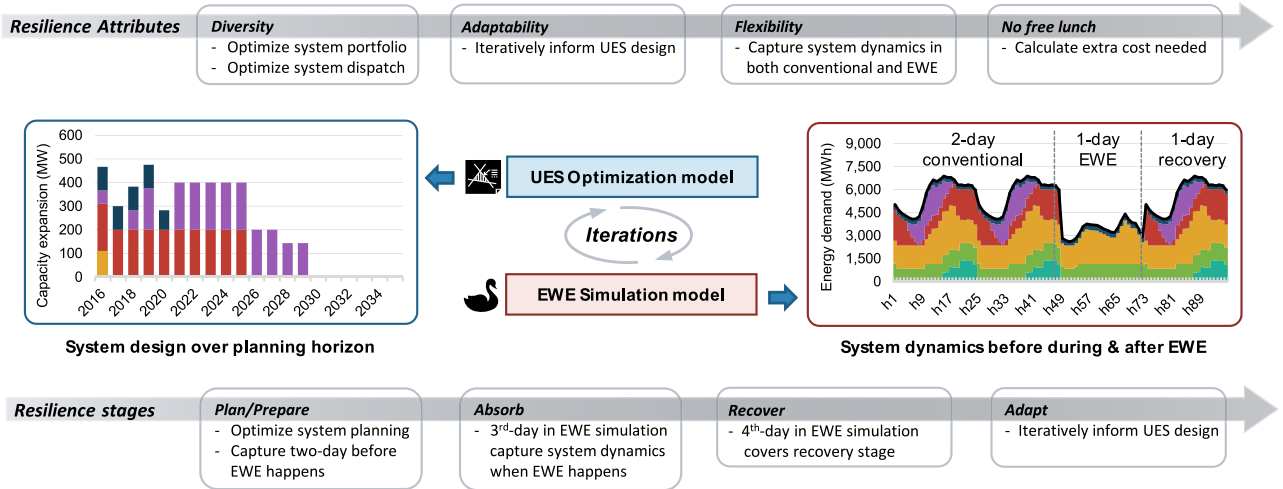 Resilience Attributes
Diversity
- Optimize system portfolio
- Optimize system dispatch
Adaptability
- Iteratively inform UES design
Flexibility
- Capture system dynamics in
both conventional and EWE
No free lunch
- Calculate extra cost needed
Capacity expansion (MW)
600
500
400
300
200
100
0
2016
2018
2020
2022
2024
2026
2028
2030
2032
2034
System design over planning horizon
UES Optimization model
Iterations
EWE Simulation model
Energy demand (MWh)
9,000
7,500
6,000
4,500
3,000
1,500
0
2-day
conventional
1-day
EWE
1-day
recovery
h1
h9
h17
h25
h33
h41
h49
h57
h65
h73
h81
h89
System dynamics before during & after EWE
Resilience stages
Plan/Prepare
- Optimize system planning
- Capture two-day before
EWE happens
Absorb
- 3rd-day in EWE simulation
capture system dynamics
when EWE happens
Recover
- 4th-day in EWE simulation
covers recovery stage
Adapt
- Iteratively inform UES design